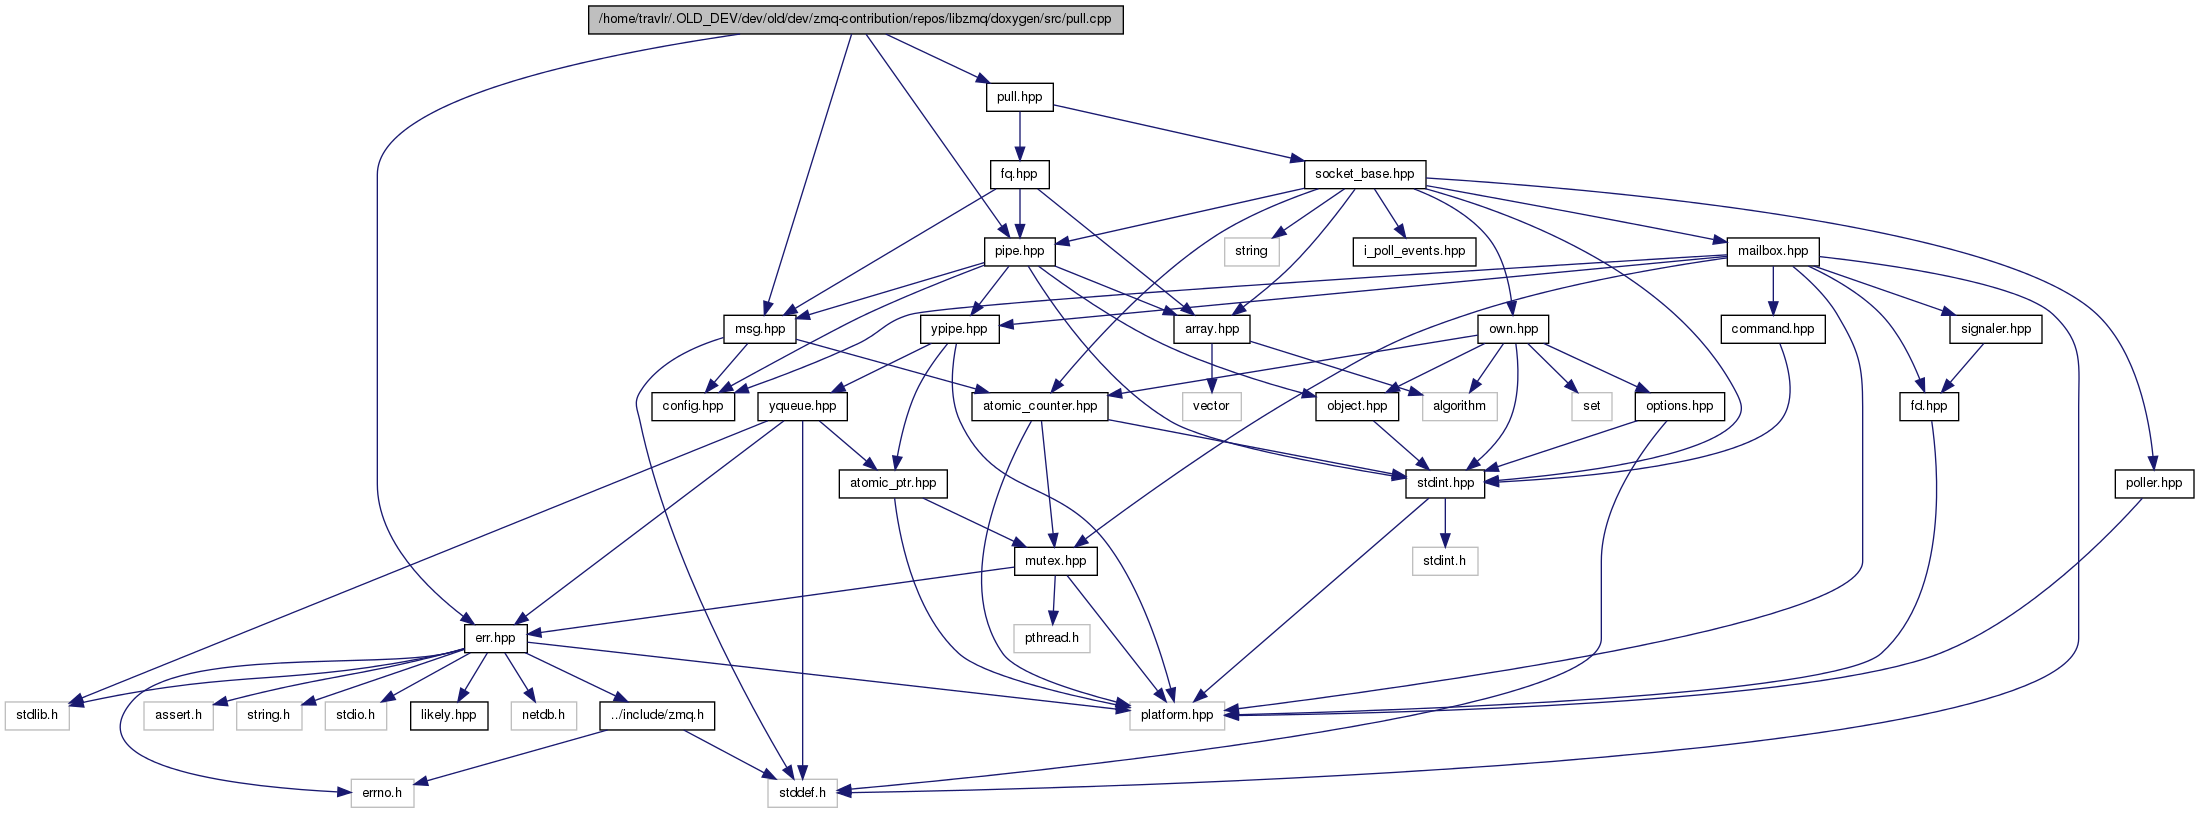 /home/travlr/.OLD_DEV/dev/old/dev/zmq-contribution/repos/libzmq/doxygen/src/pull.cpp
pull.hpp
fq.hpp
socket_base.hpp
pipe.hpp
string
i_poll_events.hpp
mailbox.hpp
msg.hpp
ypipe.hpp
array.hpp
own.hpp
command.hpp
signaler.hpp
config.hpp
yqueue.hpp
atomic_counter.hpp
vector
object.hpp
algorithm
set
options.hpp
fd.hpp
atomic_ptr.hpp
stdint.hpp
poller.hpp
mutex.hpp
stdint.h
err.hpp
pthread.h
stdlib.h
assert.h
string.h
stdio.h
likely.hpp
netdb.h
../include/zmq.h
platform.hpp
errno.h
stddef.h